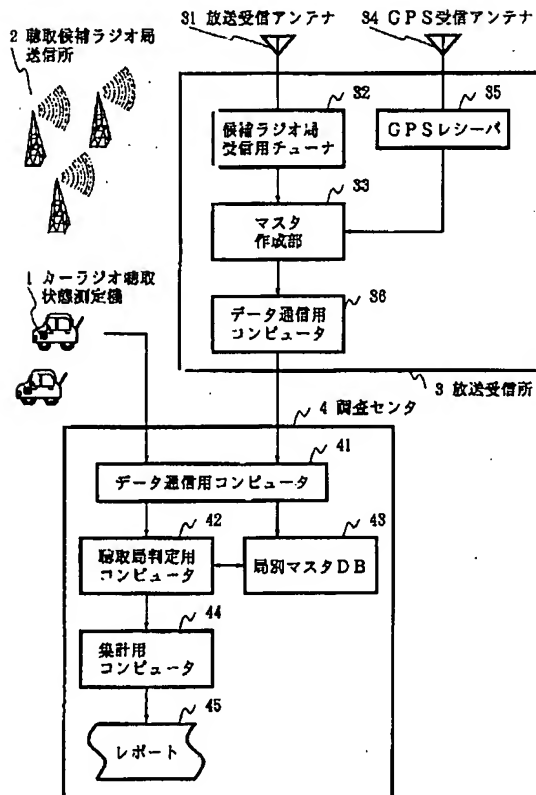 2 聴取候補ラジオ局
送信所
31 放送受信アンテナ
34 GPS受信アンテナ
32
候補ラジオ局
受信用チューナ
35
GPSレシーバ
33
マスタ
作成部
36
データ通信用
コンピュータ
3 放送受信所
1 カーラジオ聴取
状態測定機
4 調査センタ
41
データ通信用コンピュータ
42
聴取局判定用
コンピュータ
43
局別マスタDB
44
集計用
コンピュータ
45
レポート